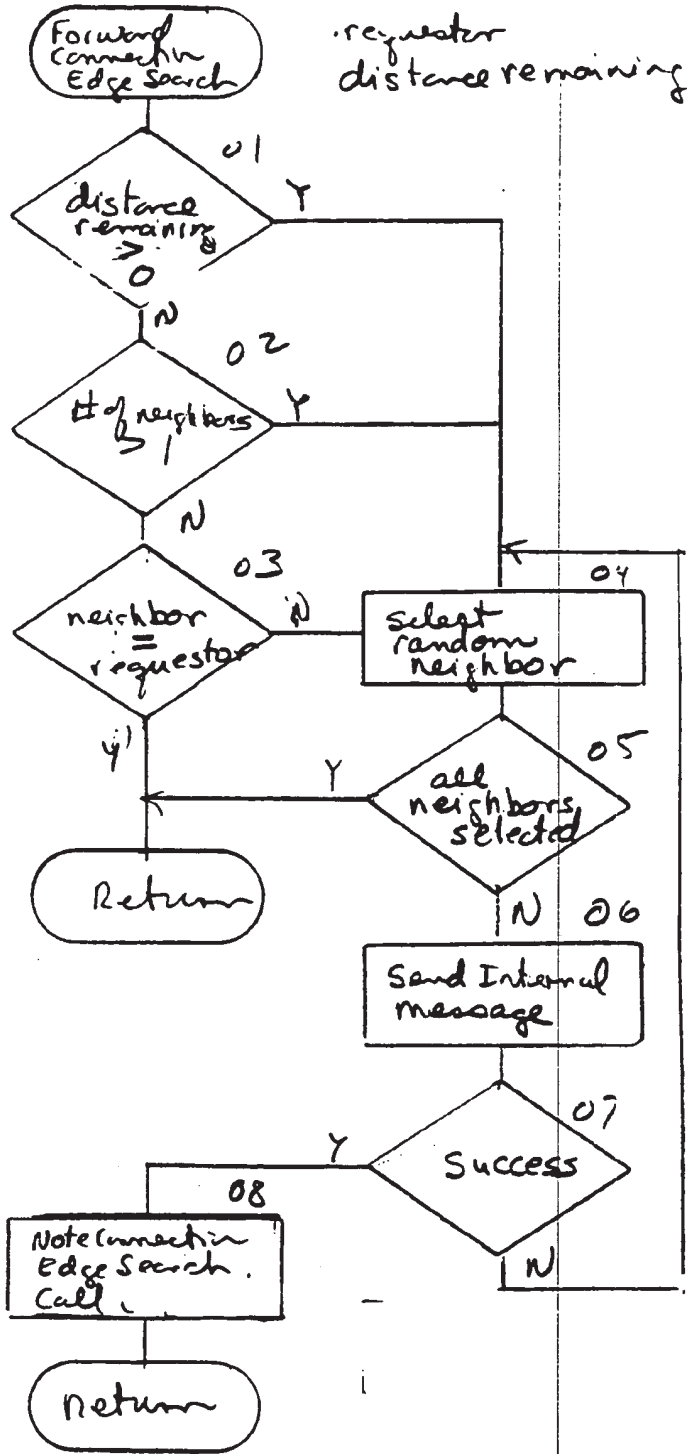 Forward
Connection
Edge Search
requestor
distance remaining
01
distance
remaining
>
0
Y
N
02
# of neighbors
> 1
Y
N
03
neighbor
=
requestor
N
Y
04
Select
random
neighbor
05
all
neighbors
selected
Y
N
Return
06
Send Internal
message
07
Success
Y
N
08
Note Connection
Edge Search
Call
Return